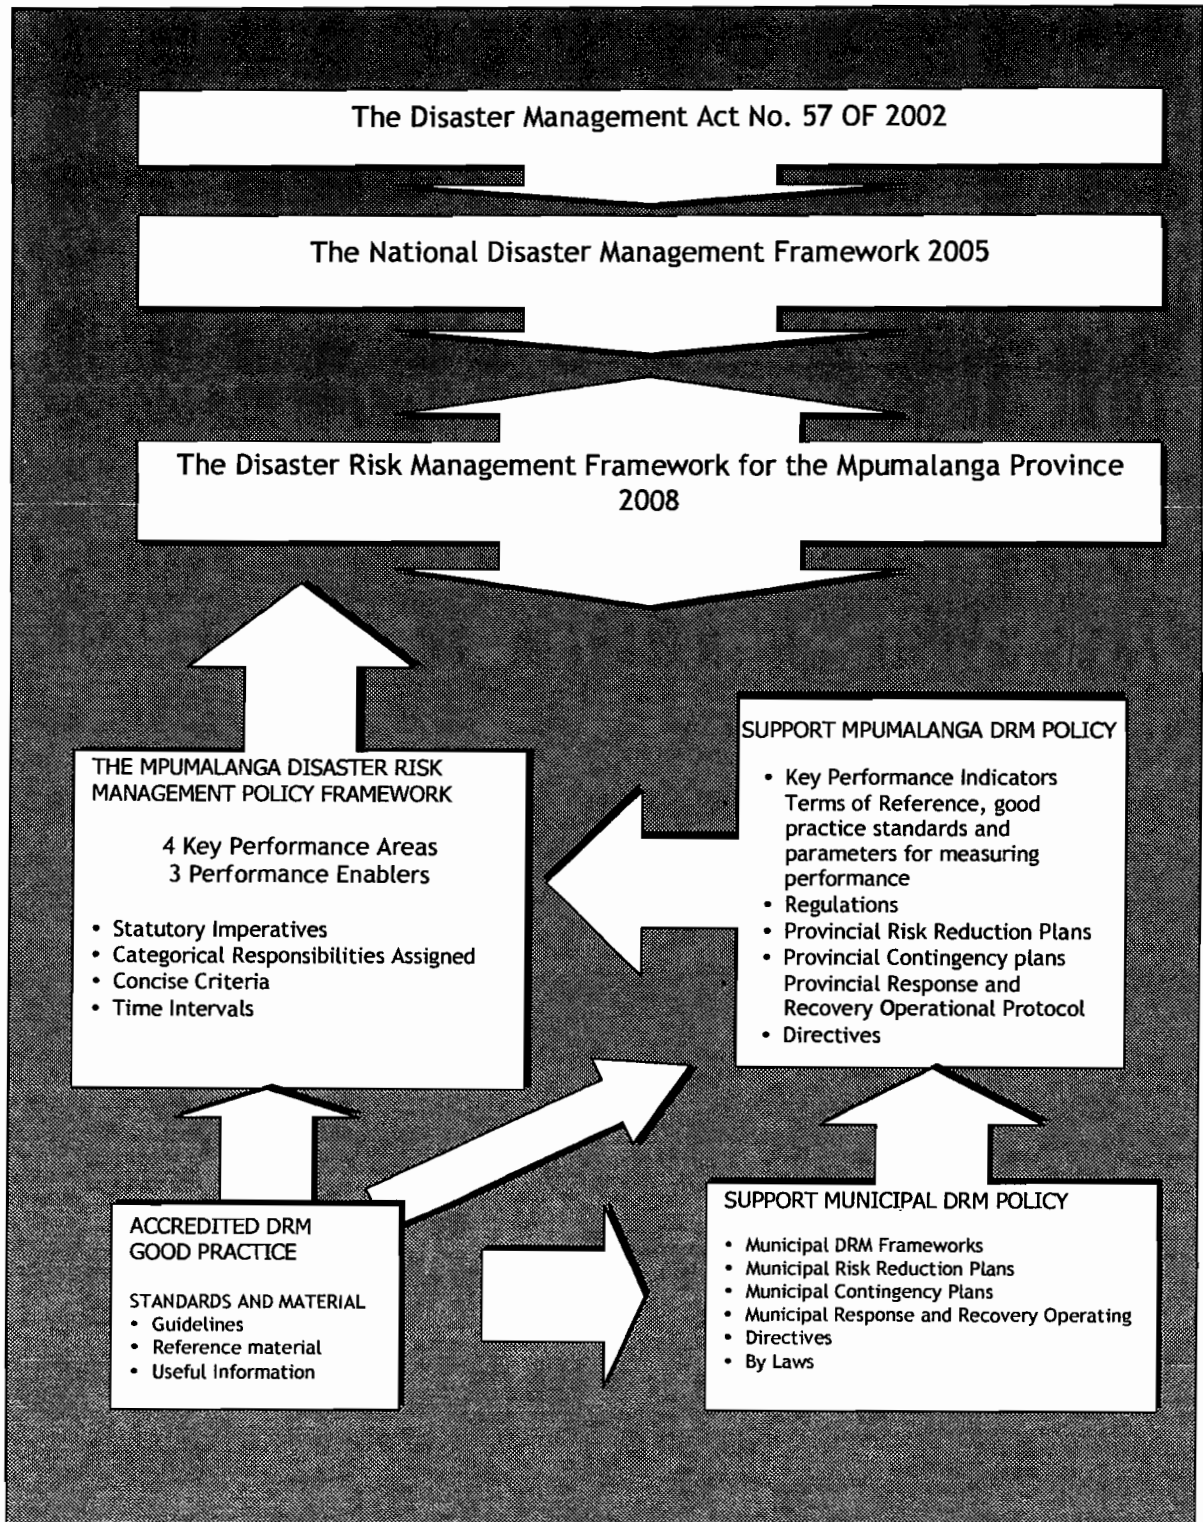 The Disaster Management Act No. 57 OF 2002
The National Disaster Management Framework 2005
The Disaster Risk Management Framework for the Mpumalanga Province
2008
THE MPUMALANGA DISASTER RISK
MANAGEMENT POLICY FRAMEWORK
4 Key Performance Areas
3 Performance Enablers
• Statutory Imperatives
• Categorical Responsibilities Assigned
• Concise Criteria
• Time Intervals
SUPPORT MPUMALANGA DRM POLICY
• Key Performance Indicators
Terms of Reference, good
practice standards and
parameters for measuring
performance
• Regulations
• Provincial Risk Reduction Plans
• Provincial Contingency plans
Provincial Response and
Recovery Operational Protocol
• Directives
ACCREDITED DRM
GOOD PRACTICE
STANDARDS AND MATERIAL
• Guidelines
• Reference material
• Useful Information
SUPPORT MUNICIPAL DRM POLICY
• Municipal DRM Frameworks
• Municipal Risk Reduction Plans
• Municipal Contingency Plans
• Municipal Response and Recovery Operating
• Directives
• By Laws